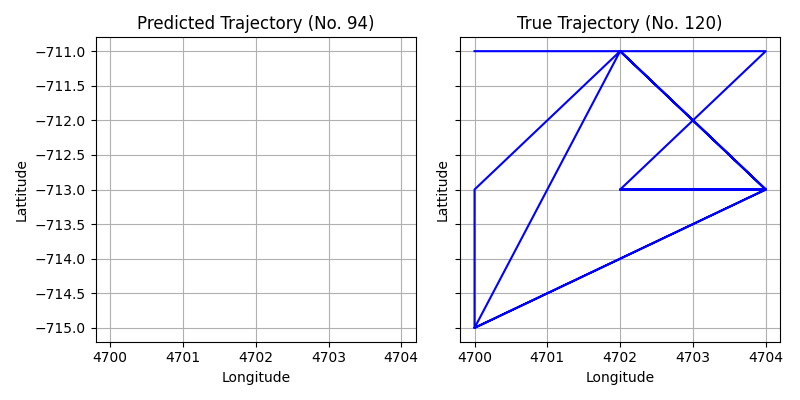 Predicted Trajectory (No. 94)
−711.0
−711.5
−712.0
−712.5
−713.0
−713.5
−714.0
−714.5
−715.0
Lattitude
4700 4701 4702 4703 4704
Longitude
True Trajectory (No. 120)
Lattitude
4700 4701 4702 4703 4704
Longitude